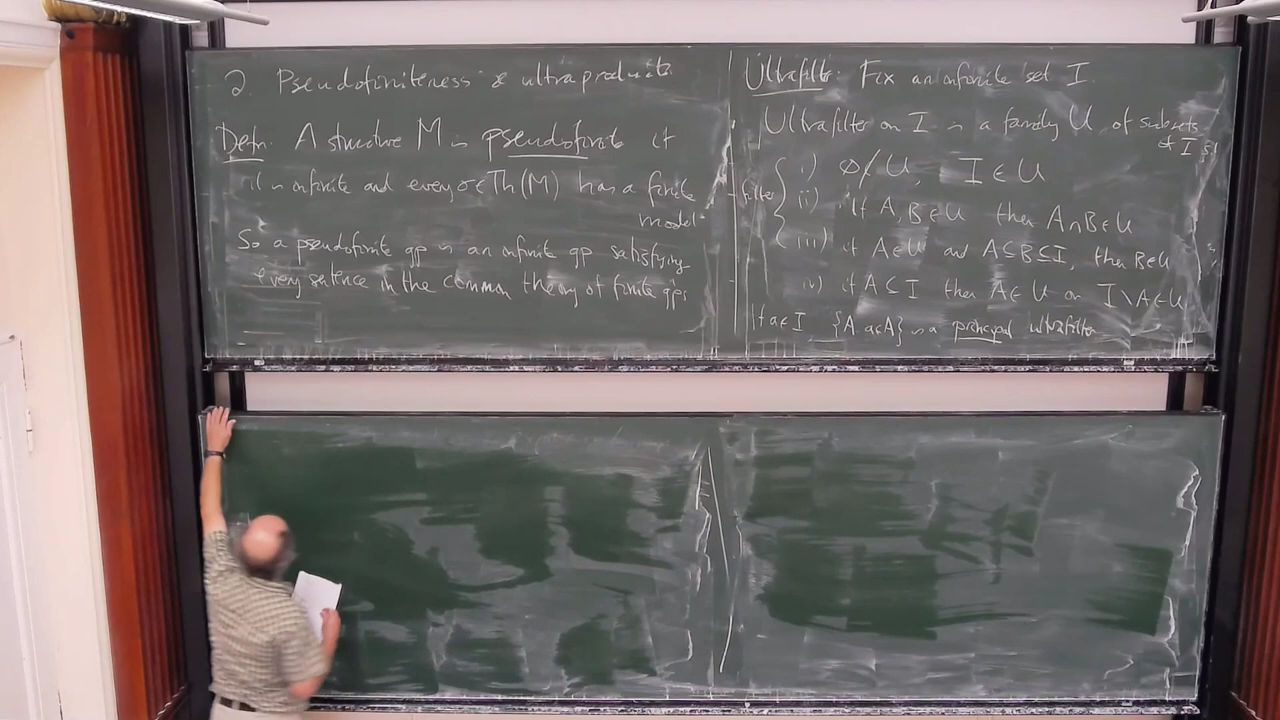 2. Pseudofiniteness & ultraproducts
Defn. A structure M is pseudofinite if
it is infinite and every σ∈Th(M) has a finite
model.
So a pseudofinite gp is an infinite gp satisfying
every sentence in the common theory of finite gps
Ultrafilter: Fix an infinite set I.
Ultrafilter on I is a family U of subsets
of I st
filter
i) ∅∉U, I∈U
ii) if A,B∈U then A∩B∈U
iii) if A∈U and A⊆B⊆I, then B∈U
iv) if A⊆I then A∈U or I\A∈U
If a∈I {A: a∈A} is a principal ultrafilter